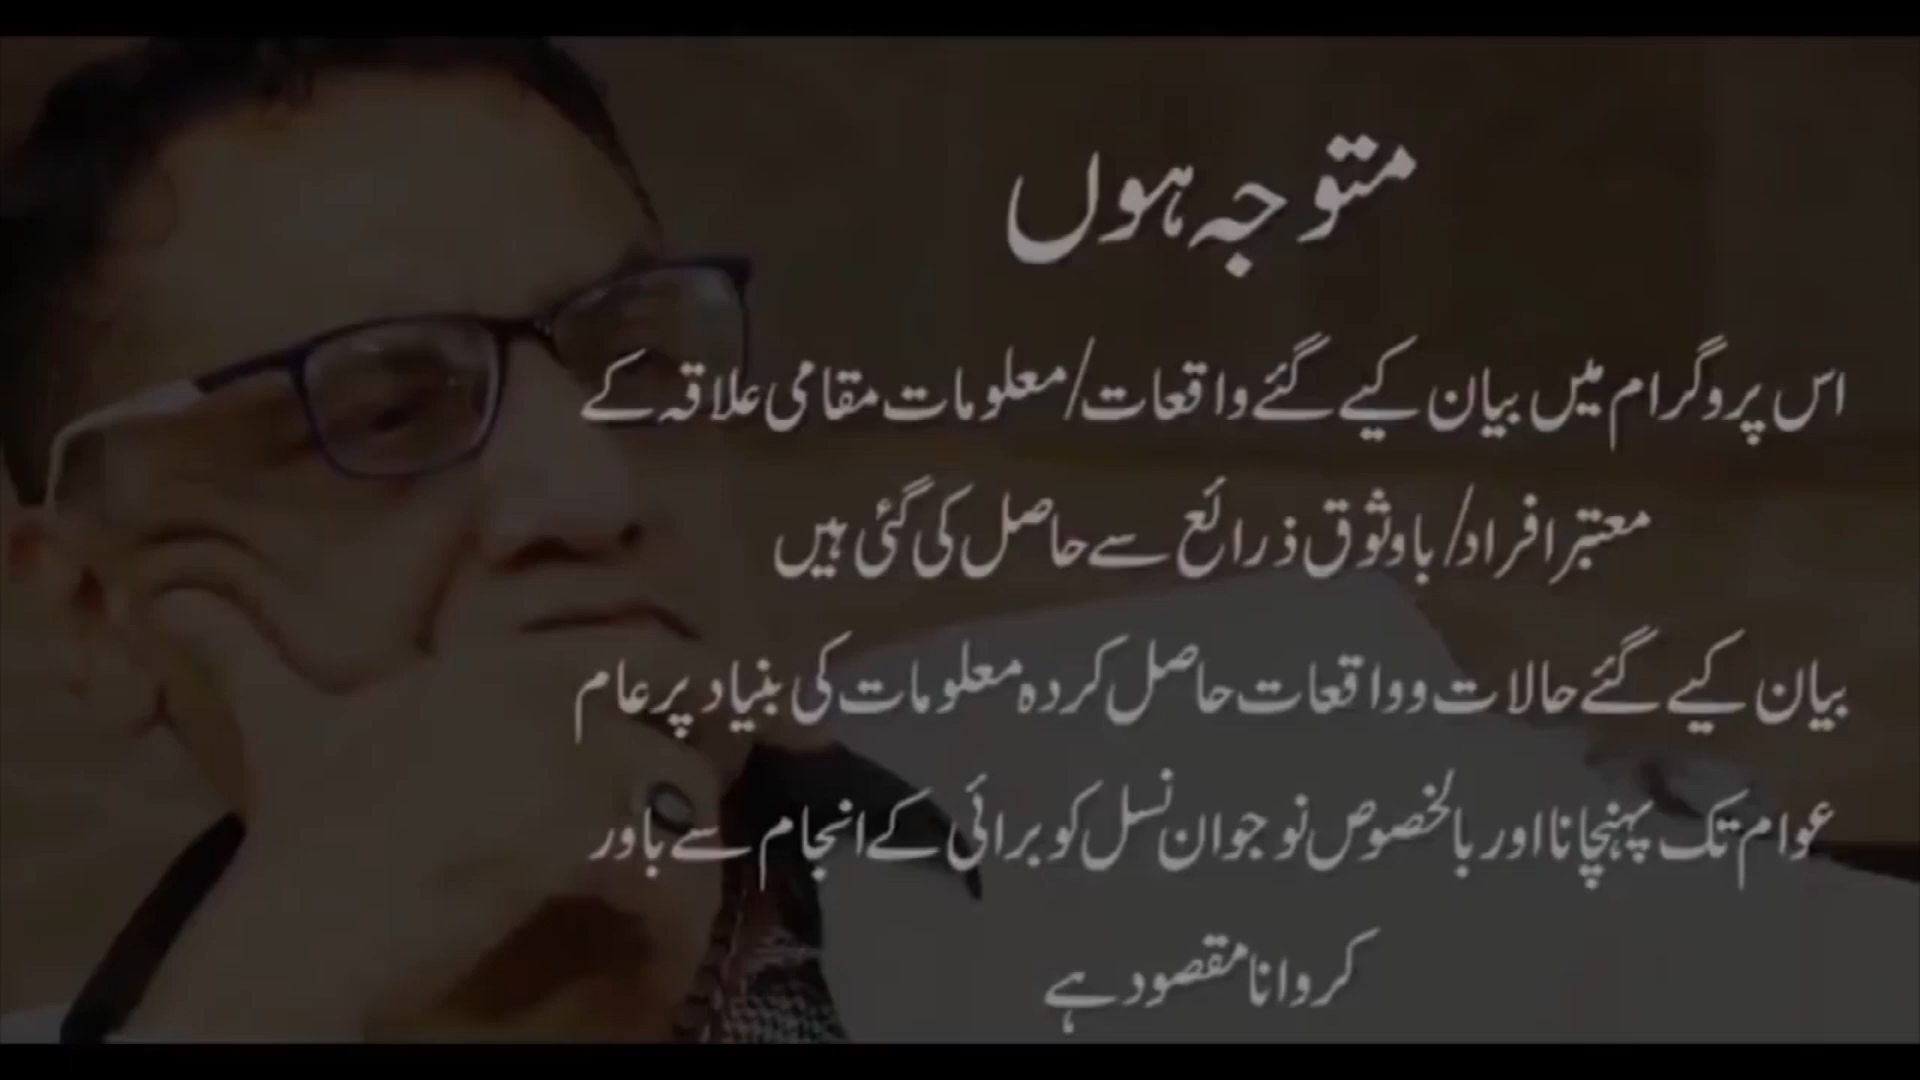 متوجہ ہوں
اس پروگرام میں بیان کیے گئے واقعات/معلومات مقامی علاقہ کے
معتبر افراد/باوثوق ذرائع سے حاصل کی گئی ہیں
بیان کیے گئے حالات و واقعات حاصل کردہ معلومات کی بنیاد پر عام
عوام تک پہنچانا اور بالخصوص نوجوان نسل کو برائی کے انجام سے باور
کروانا مقصود ہے